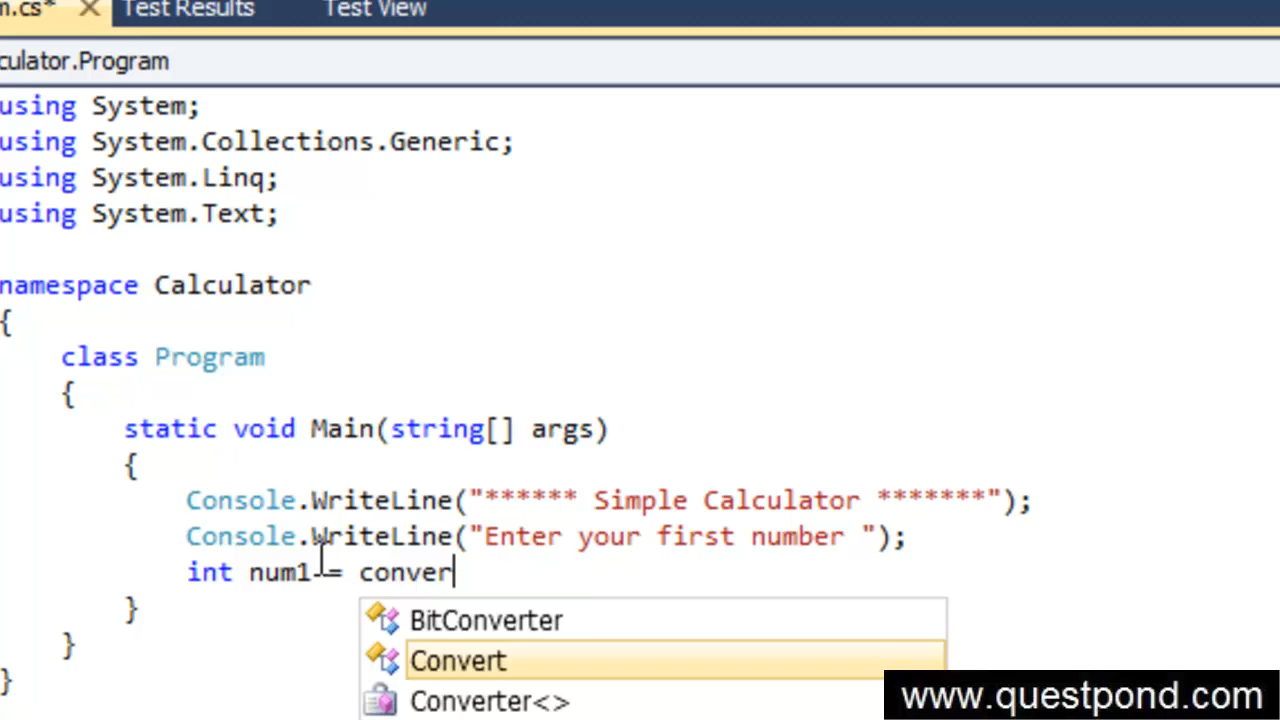 m.cs* Test Results Test View
culator.Program
using System;
using System.Collections.Generic;
using System.Linq;
using System.Text;
namespace Calculator
{
class Program
{
static void Main(string[] args)
{
Console.WriteLine("****** Simple Calculator *******");
Console.WriteLine("Enter your first number ");
int num1 = conver
}
}
}
BitConverter
Convert
Converter<>
www.questpond.com